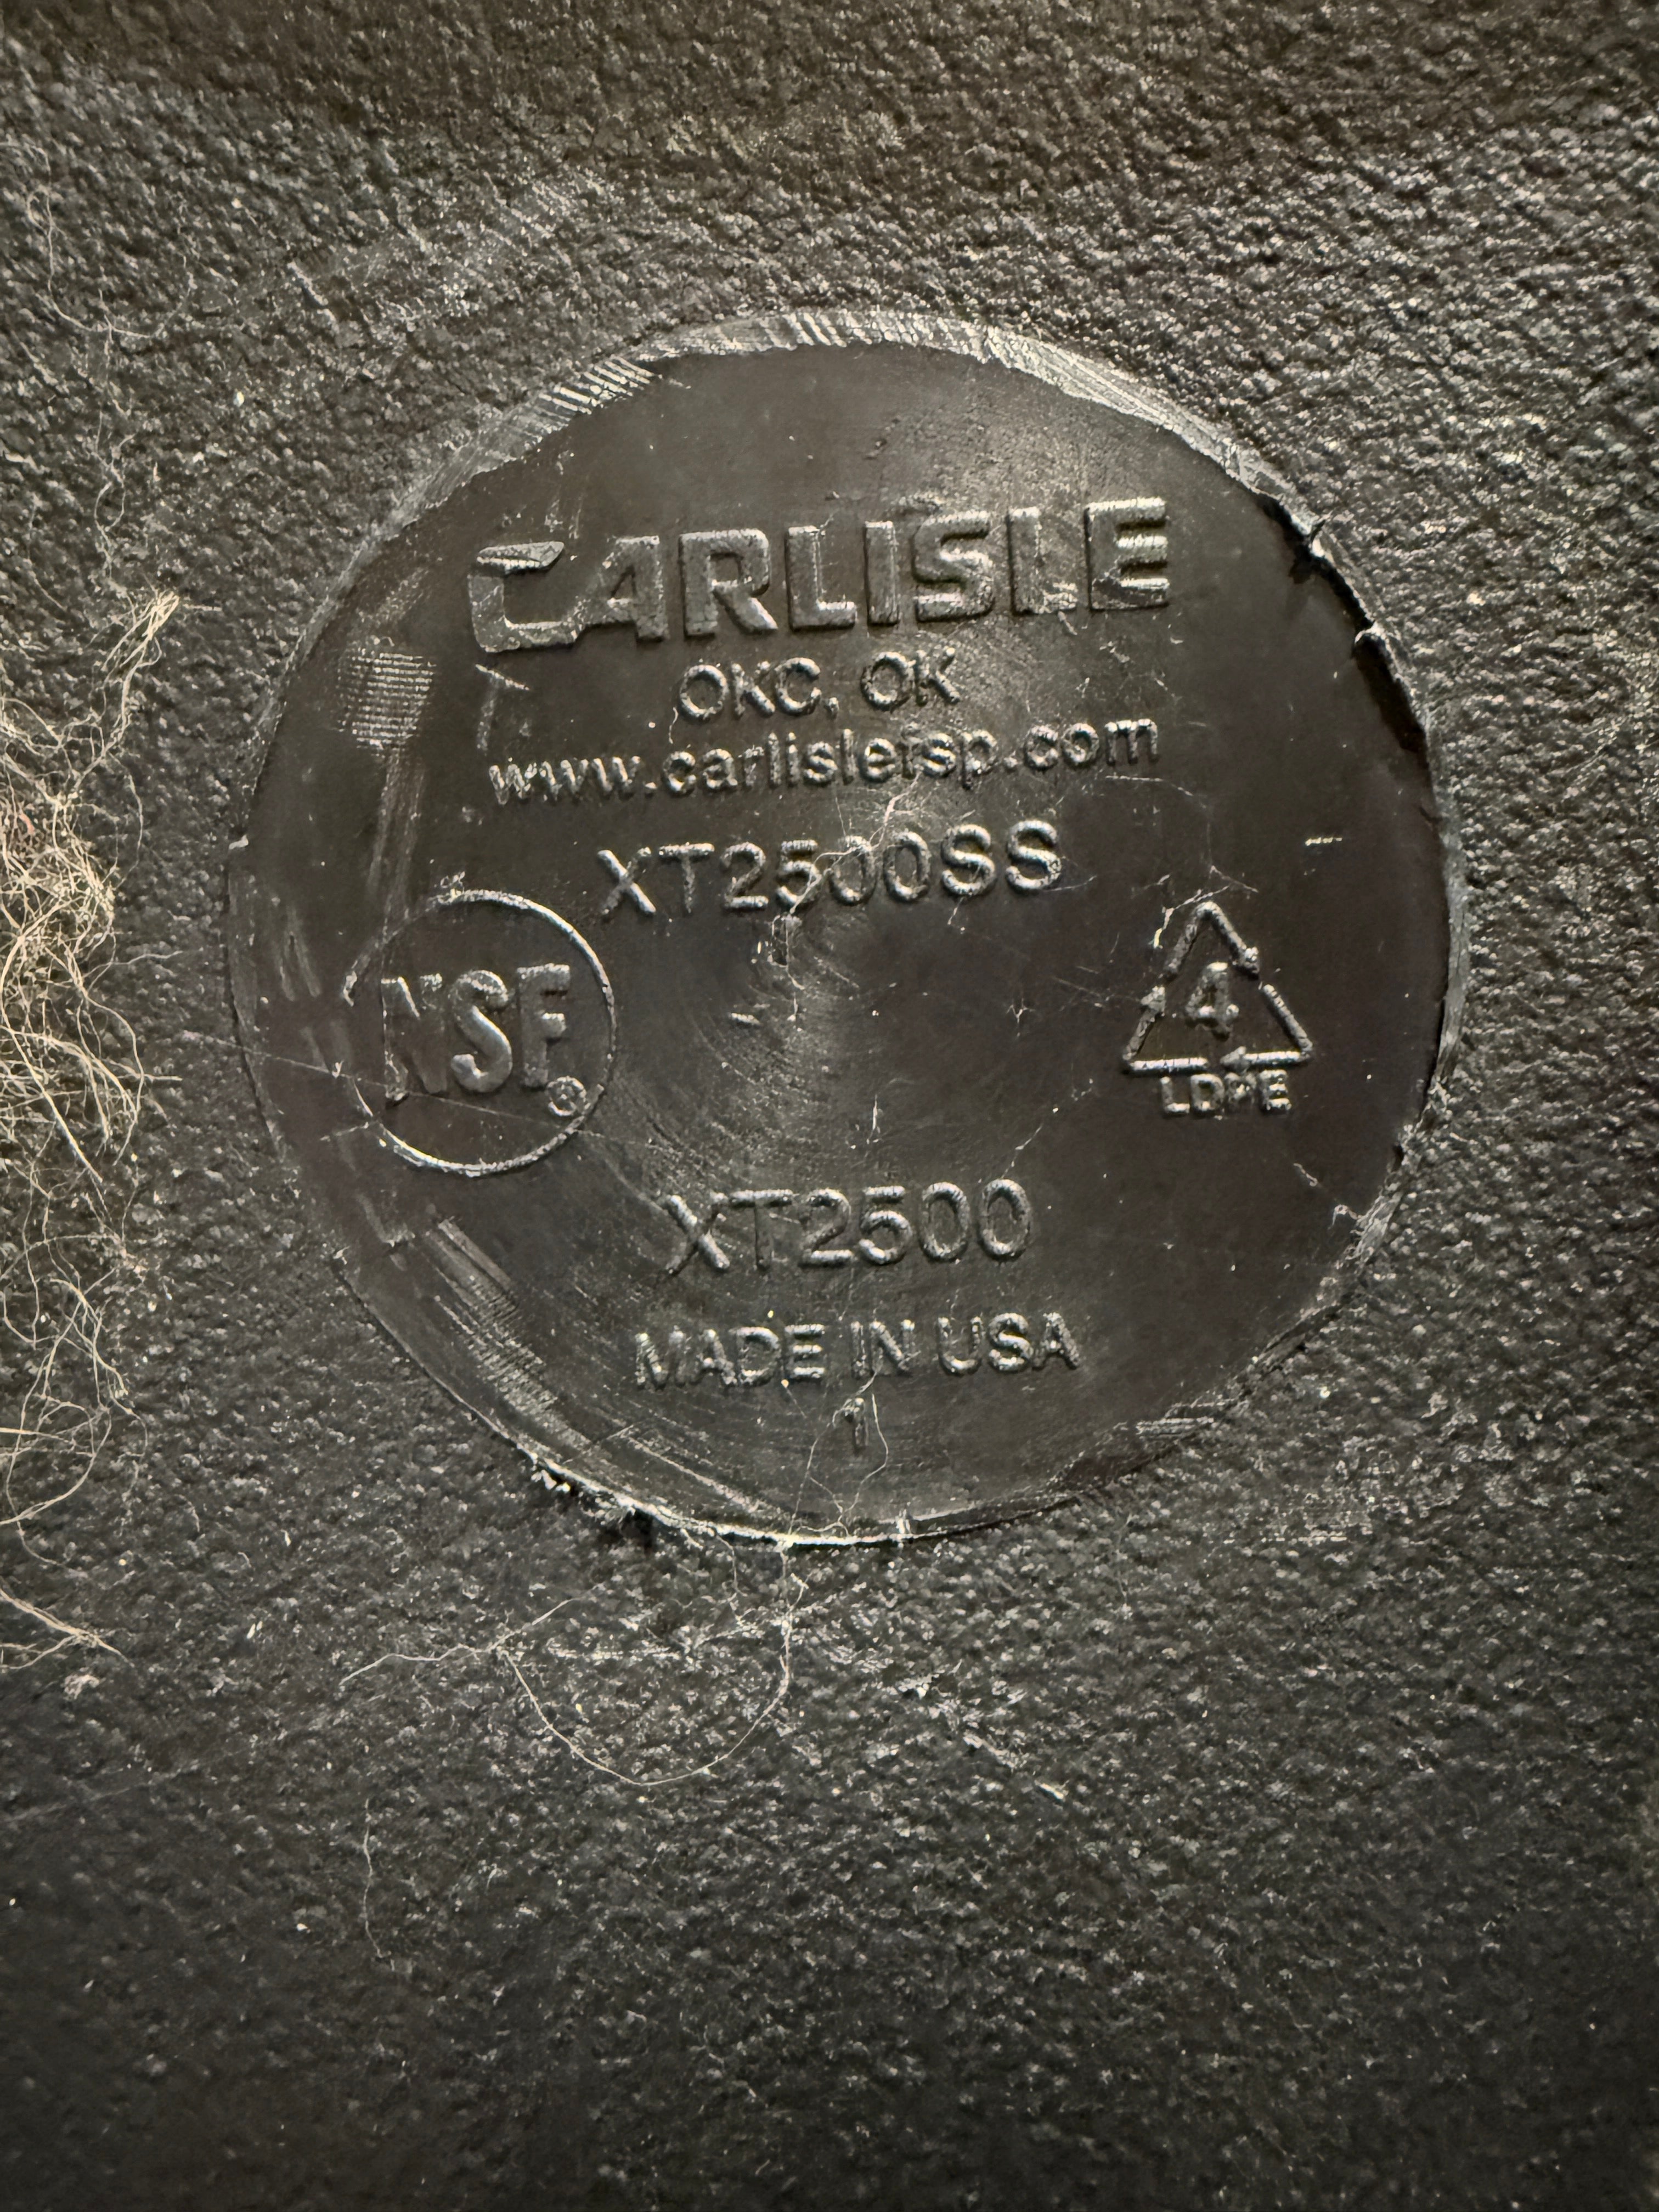 CARLISLE
OKC, OK
www.carlislefsp.com
XT2500SS
NSF®
4
LDPE
XT2500
MADE IN USA
1